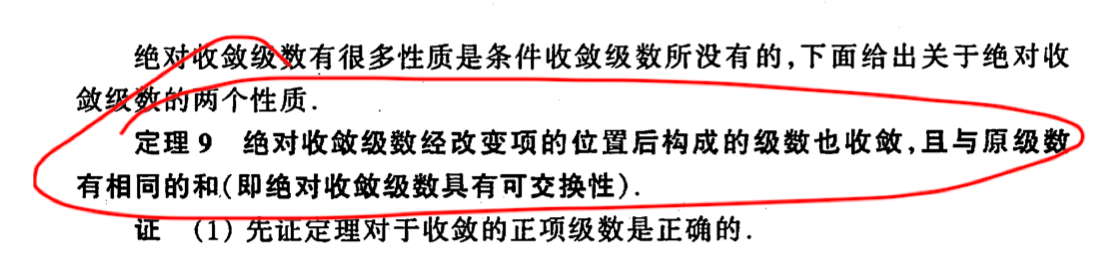 绝对收敛级数有很多性质是条件收敛级数所没有的,下面给出关于绝对收
敛级数的两个性质.
定理 9 绝对收敛级数经改变项的位置后构成的级数也收敛,且与原级数
有相同的和(即绝对收敛级数具有可交换性).
证 (1) 先证定理对于收敛的正项级数是正确的.